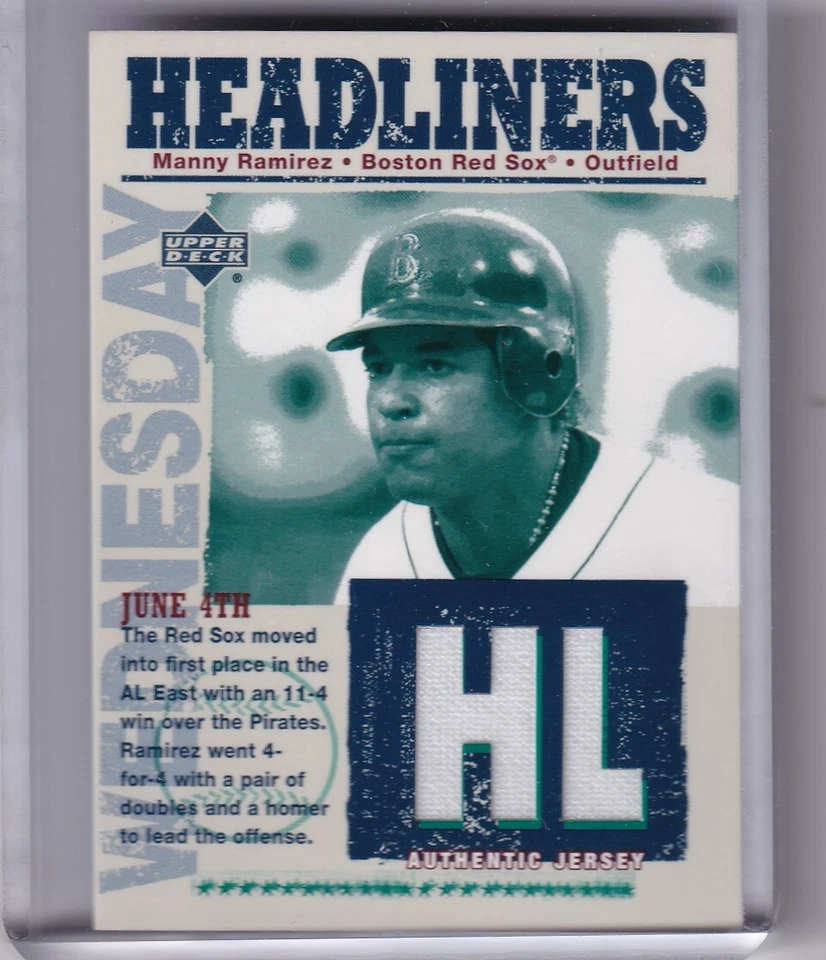 HEADLINERS
Manny Ramirez • Boston Red Sox® • Outfield
WEDNESDAY
UPPER
D·E·C·K
®
B
JUNE 4TH
The Red Sox moved
into first place in the
AL East with an 11-4
win over the Pirates.
Ramirez went 4-
for-4 with a pair of
doubles and a homer
to lead the offense.
HL
AUTHENTIC JERSEY